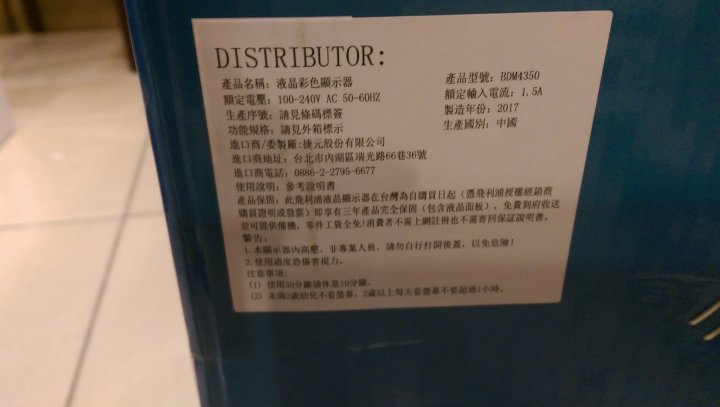 DISTRIBUTOR:
產品名稱: 液晶彩色顯示器 產品型號: BDM4350
額定電壓: 100-240V AC 50-60HZ 額定輸入電流: 1.5A
生產序號: 請見條碼標簽 製造年份: 2017
功能規格: 請見外箱標示 生產國別: 中國
進口商/委製廠:捷元股份有限公司
進口商地址: 台北市內湖區瑞光路66巷36號
進口商電話: 0886-2-2795-6677
使用說明: 參考說明書
產品保固: 此飛利浦液晶顯示器在台灣為自購買日起 (憑飛利浦授權經銷商
購買證明或發票) 即享有三年產品完全保固 (包含液晶面板), 免費到府收送
並可提供備機, 零件工資全免!消費者不需上網註冊也不需寄回保証說明書。
警告:
1.本顯示器內高壓, 非專業人員, 請勿自行打開後蓋, 以免危險!
2.使用過度恐傷害視力。
注意事項:
(1) 使用30分鐘請休息10分鐘。
(2) 未滿2歲幼兒不看螢幕, 2歲以上每天看螢幕不要超過1小時。